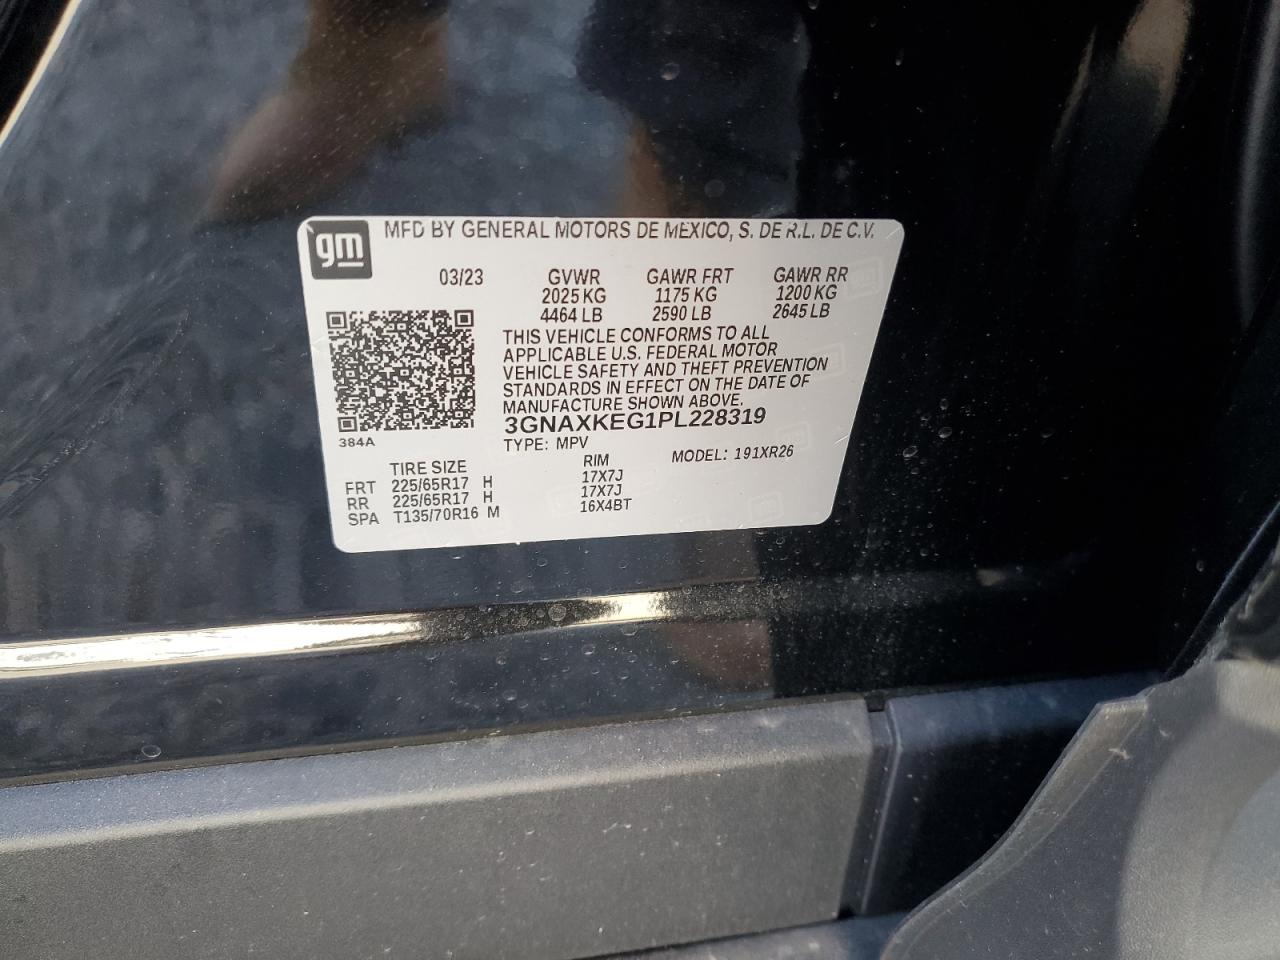 gm MFD BY GENERAL MOTORS DE MEXICO, S. DE R.L. DE C.V.
03/23 GVWR GAWR FRT GAWR RR
2025 KG 1175 KG 1200 KG
4464 LB 2590 LB 2645 LB
THIS VEHICLE CONFORMS TO ALL
APPLICABLE U.S. FEDERAL MOTOR
VEHICLE SAFETY AND THEFT PREVENTION
STANDARDS IN EFFECT ON THE DATE OF
MANUFACTURE SHOWN ABOVE.
3GNAXKEG1PL228319
384A
TYPE: MPV
MODEL: 191XR26
TIRE SIZE RIM
FRT 225/65R17 H 17X7J
RR 225/65R17 H 17X7J
SPA T135/70R16 M 16X4BT